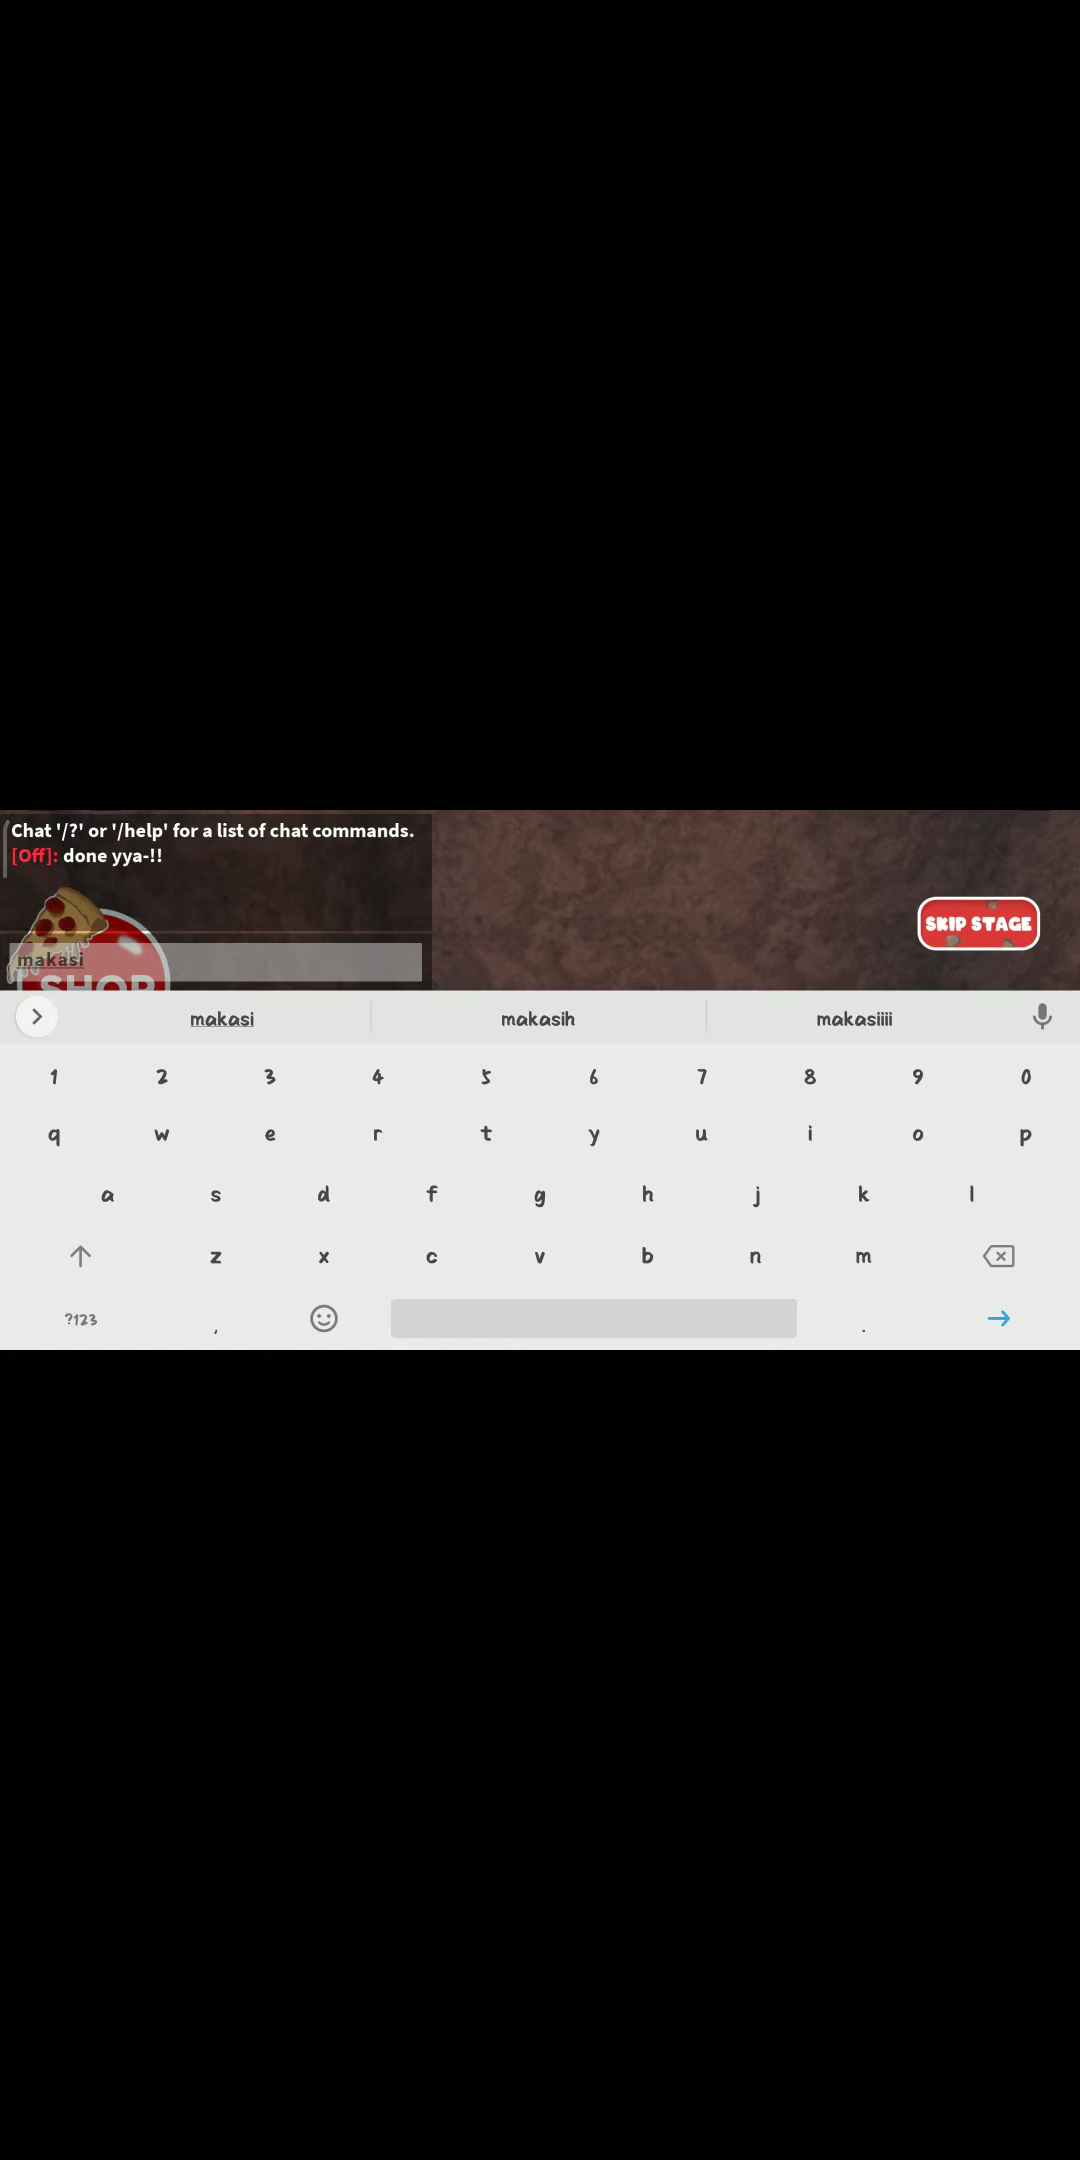 Chat '/?' or '/help' for a list of chat commands.
[Off]: done yya-!!
SKIP STAGE
makasi
SHOP
makasi makasih makasiiii
1 2 3 4 5 6 7 8 9 0
q w e r t y u i o p
a s d f g h j k l
z x c v b n m
?123 , .